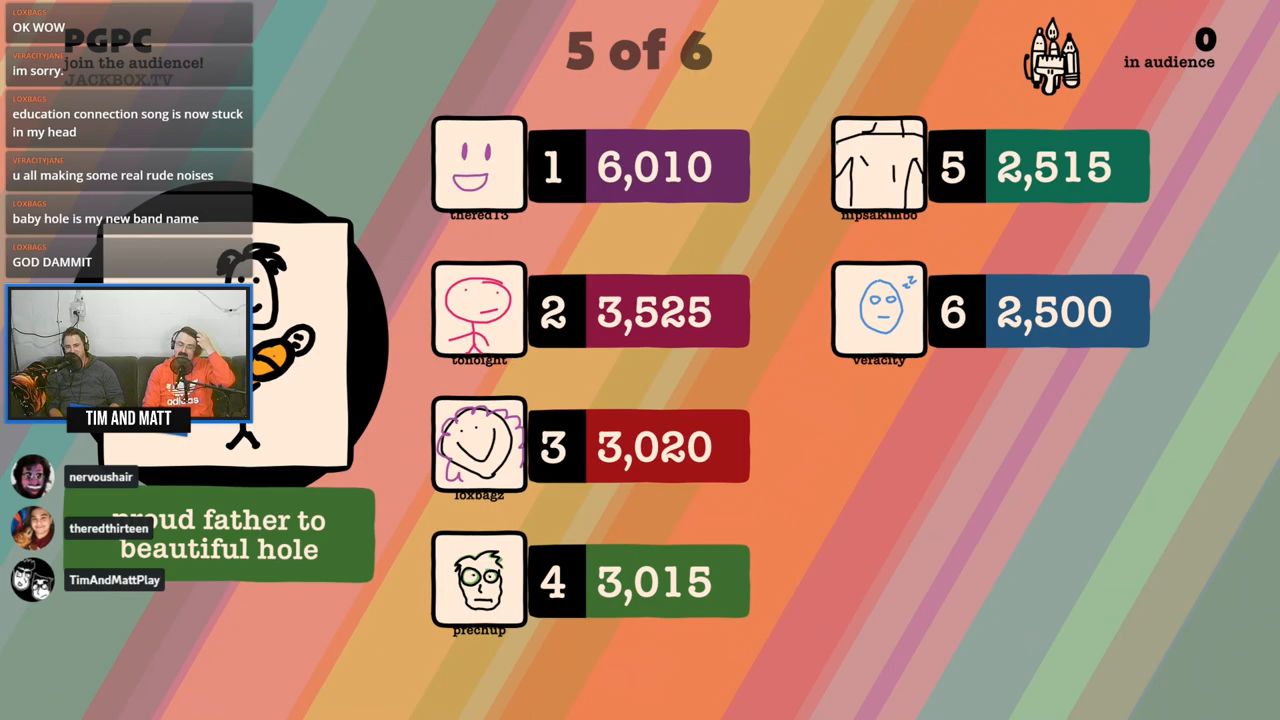 LOXBAGS
OK WOW
VERACITYJANE
im sorry.
LOXBAGS
education connection song is now stuck
in my head
VERACITYJANE
u all making some real rude noises
LOXBAGS
baby hole is my new band name
LOXBAGS
GOD DAMMIT
PGPC
join the audience!
JACKBOX.TV
5 of 6
0
in audience
1 6,010
thered13
2 3,525
tonoight
3 3,020
loxbagz
4 3,015
prechup
5 2,515
hipsakimbo
zz
6 2,500
veracity
adidas
TIM AND MATT
nervoushair
theredthirteen
TimAndMattPlay
proud father to
beautiful hole